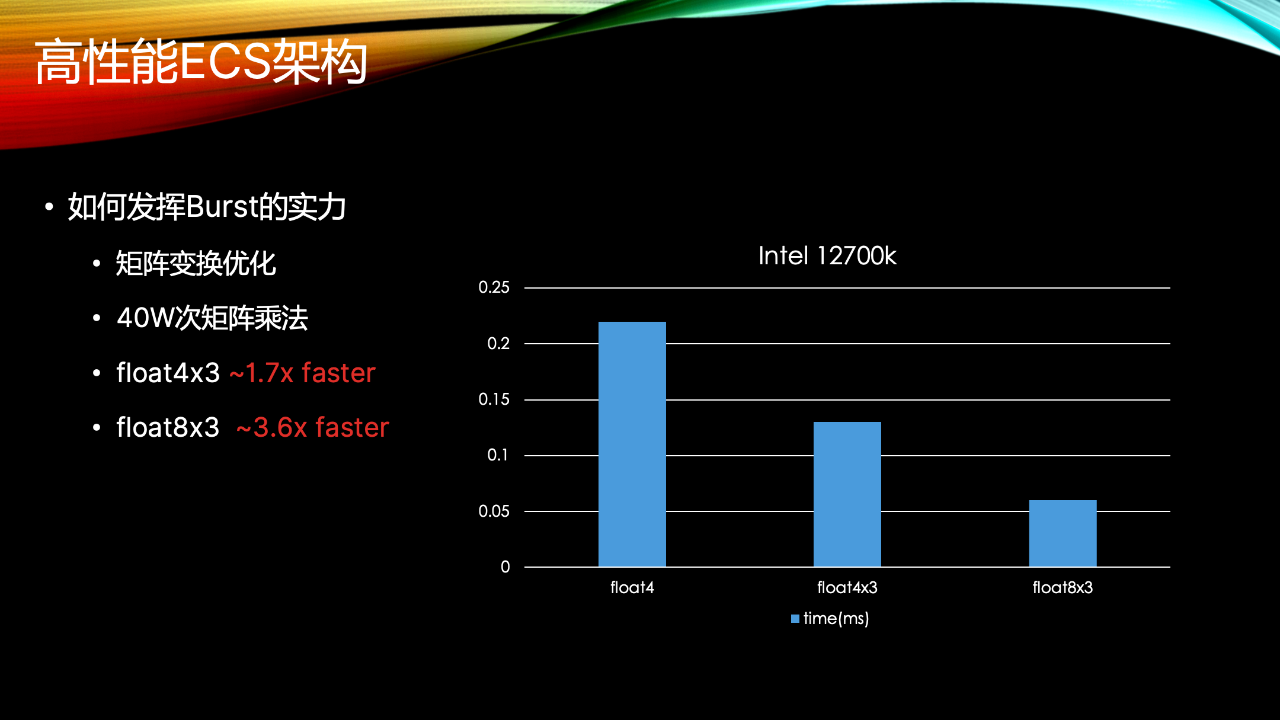 高性能ECS架构
• 如何发挥Burst的实力
• 矩阵变换优化
• 40W次矩阵乘法
• float4x3 ~1.7x faster
• float8x3 ~3.6x faster
Intel 12700k
0.25
0.2
0.15
0.1
0.05
0
float4
float4x3
float8x3
time(ms)